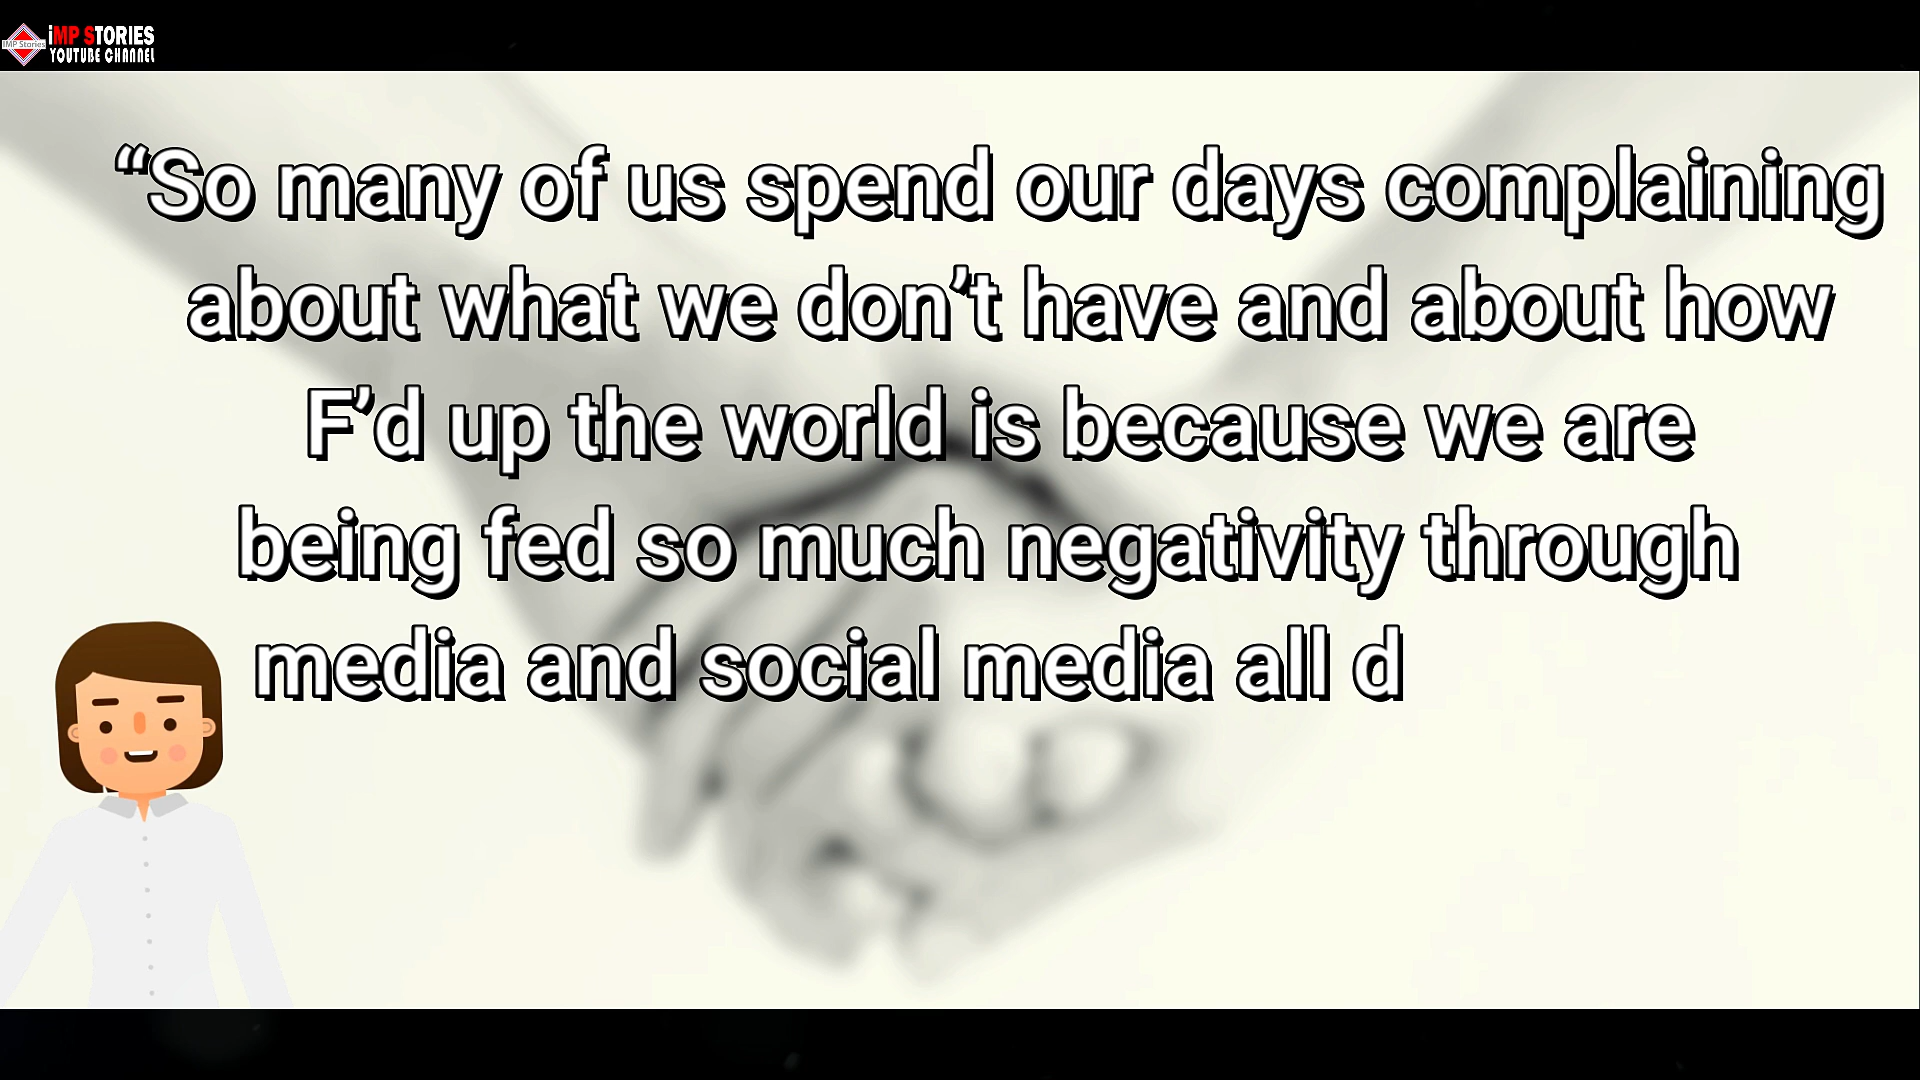 iMP STORIES
YOUTUBE CHANNEL
IMP Stories
“So many of us spend our days complaining
about what we don’t have and about how
F’d up the world is because we are
being fed so much negativity through
media and social media all d